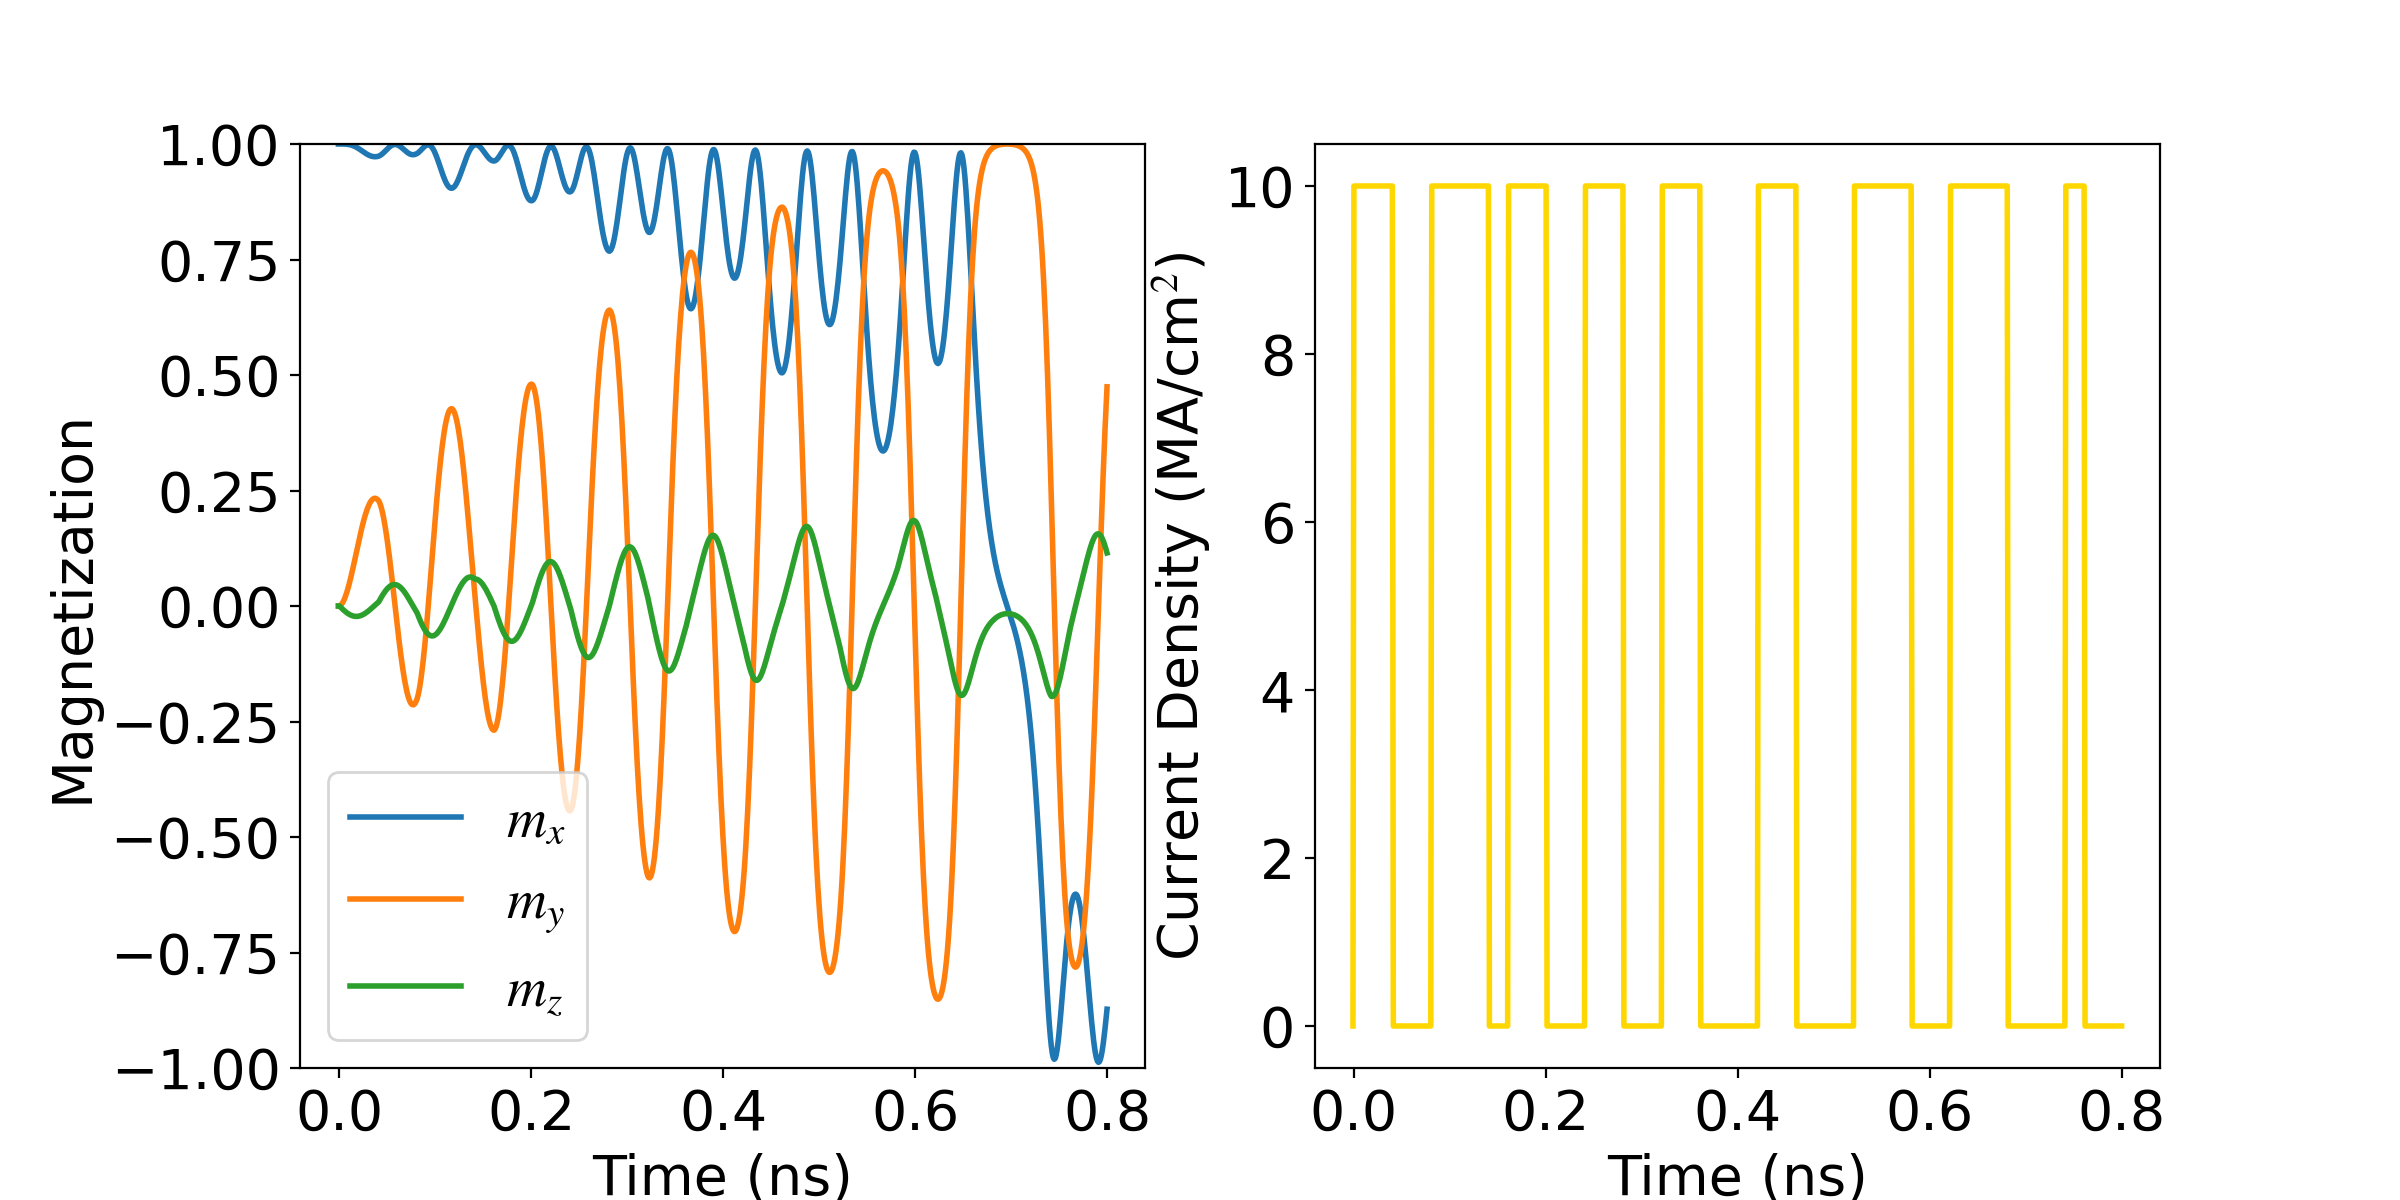 Magnetization
1.00
0.75
0.50
0.25
0.00
−0.25
−0.50
−0.75
−1.00
m_x
m_y
m_z
0.0 0.2 0.4 0.6 0.8
Time (ns)
Current Density (MA/cm²)
10
8
6
4
2
0
0.0 0.2 0.4 0.6 0.8
Time (ns)